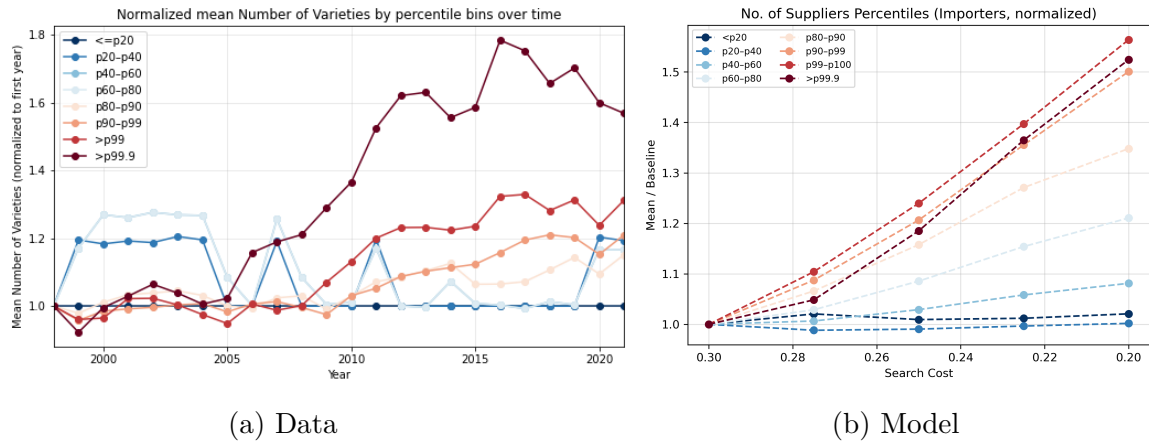 Normalized mean Number of Varieties by percentile bins over time
Mean Number of Varieties (normalized to first year)
1.8
1.6
1.4
1.2
1.0
<=p20
p20–p40
p40–p60
p60–p80
p80–p90
p90–p99
>p99
>p99.9
2000
2005
2010
2015
2020
Year
(a) Data
No. of Suppliers Percentiles (Importers, normalized)
Mean / Baseline
1.5
1.4
1.3
1.2
1.1
1.0
<p20
p20–p40
p40–p60
p60–p80
p80–p90
p90–p99
p99–p100
>p99.9
0.30
0.28
0.26
0.24
0.22
0.20
Search Cost
(b) Model